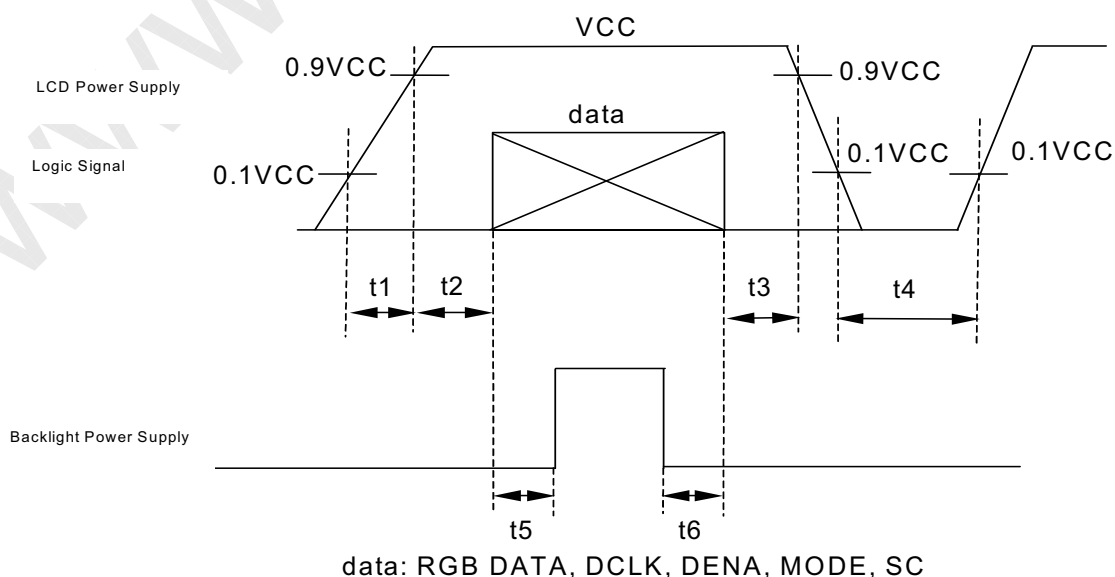 VCC
0.9VCC
0.9VCC
LCD Power Supply
data
Logic Signal
0.1VCC
0.1VCC
0.1VCC
t1
t2
t3
t4
Backlight Power Supply
t5
t6
data: RGB DATA, DCLK, DENA, MODE, SC